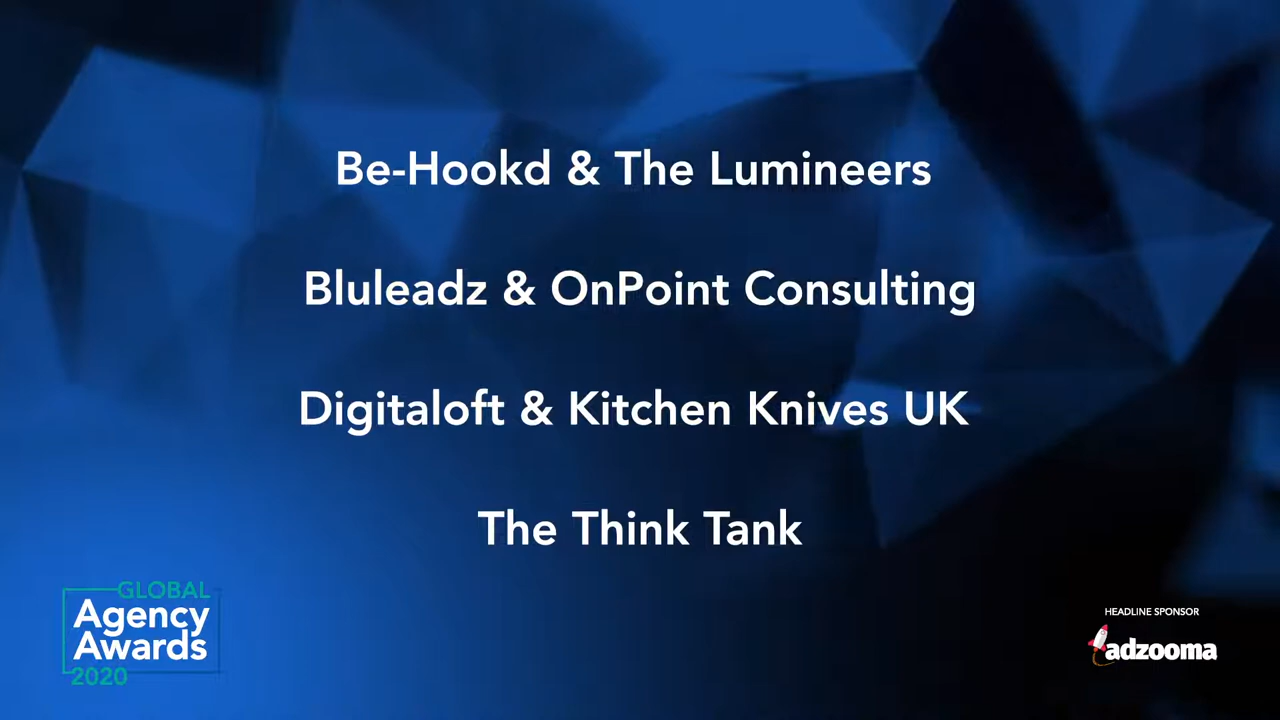 Be-Hookd & The Lumineers
Bluleadz & OnPoint Consulting
Digitaloft & Kitchen Knives UK
The Think Tank
GLOBAL
Agency
Awards
2020
HEADLINE SPONSOR
adzooma